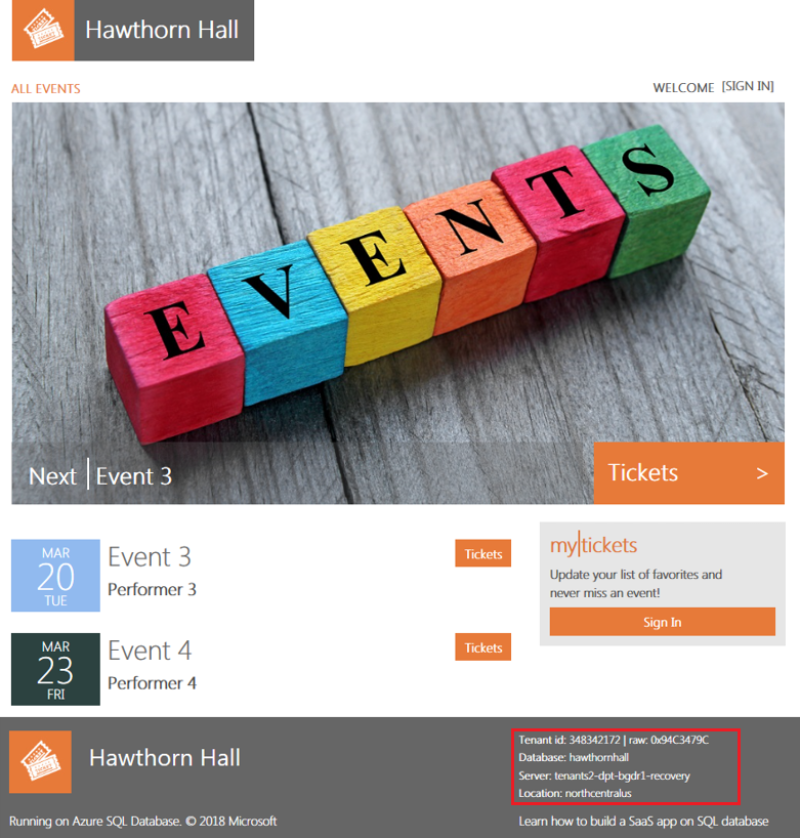 Hawthorn Hall
ALL EVENTS
WELCOME [SIGN IN]
EVENTS
Next | Event 3
Tickets >
MAR
20
TUE
Event 3
Performer 3
Tickets
my|tickets
Update your list of favorites and
never miss an event!
Sign In
MAR
23
FRI
Event 4
Performer 4
Tickets
Hawthorn Hall
Tenant id: 348342172 | raw: 0x94C3479C
Database: hawthornhall
Server: tenants2-dpt-bgdr1-recovery
Location: northcentralus
Running on Azure SQL Database. © 2018 Microsoft
Learn how to build a SaaS app on SQL database